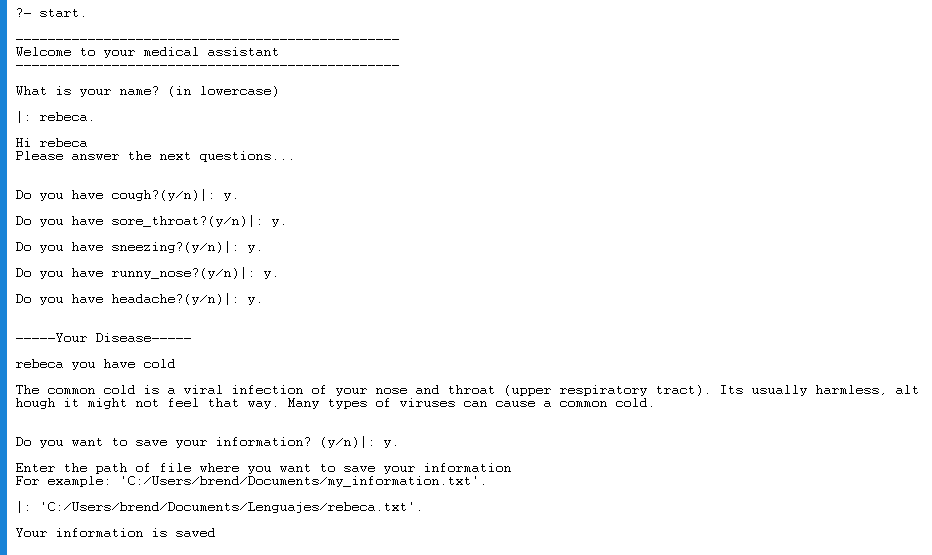 ?- start.
------------------------------------------------
Welcome to your medical assistant
------------------------------------------------
What is your name? (in lowercase)
|: rebeca.
Hi rebeca
Please answer the next questions...
Do you have cough?(y/n)|: y.
Do you have sore_throat?(y/n)|: y.
Do you have sneezing?(y/n)|: y.
Do you have runny_nose?(y/n)|: y.
Do you have headache?(y/n)|: y.
-----Your Disease-----
rebeca you have cold
The common cold is a viral infection of your nose and throat (upper respiratory tract). Its usually harmless, alt
hough it might not feel that way. Many types of viruses can cause a common cold.
Do you want to save your information? (y/n)|: y.
Enter the path of file where you want to save your information
For example: 'C:/Users/brend/Documents/my_information.txt'.
|: 'C:/Users/brend/Documents/Lenguajes/rebeca.txt'.
Your information is saved